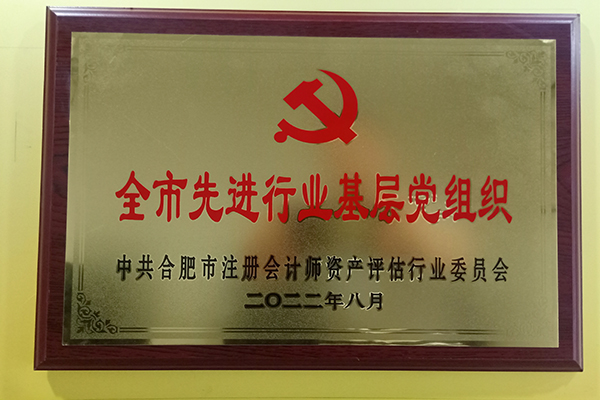 全市先进行业基层党组织
中共合肥市注册会计师资产评估行业委员会
二〇二二年八月